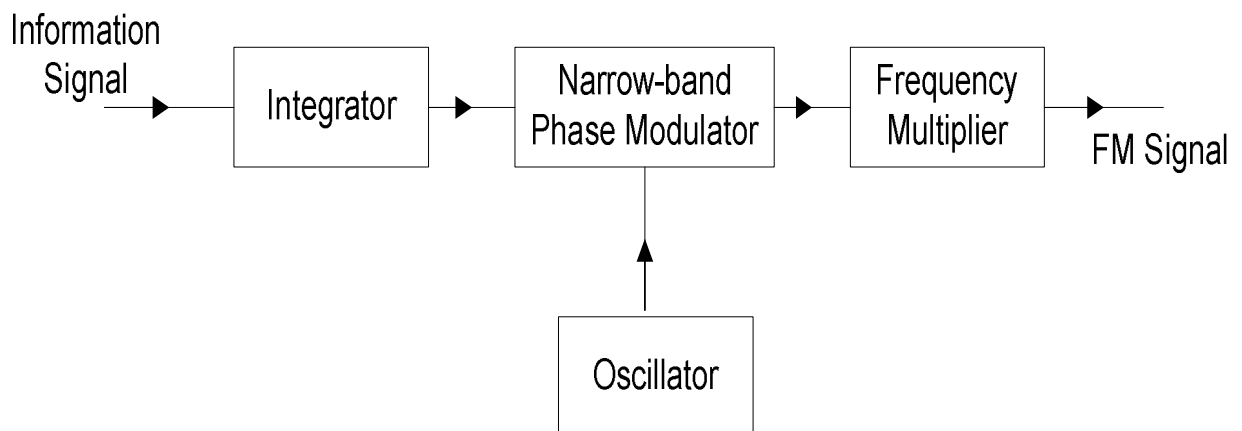 Information
Signal
Integrator
Narrow-band
Phase Modulator
Frequency
Multiplier
FM Signal
Oscillator